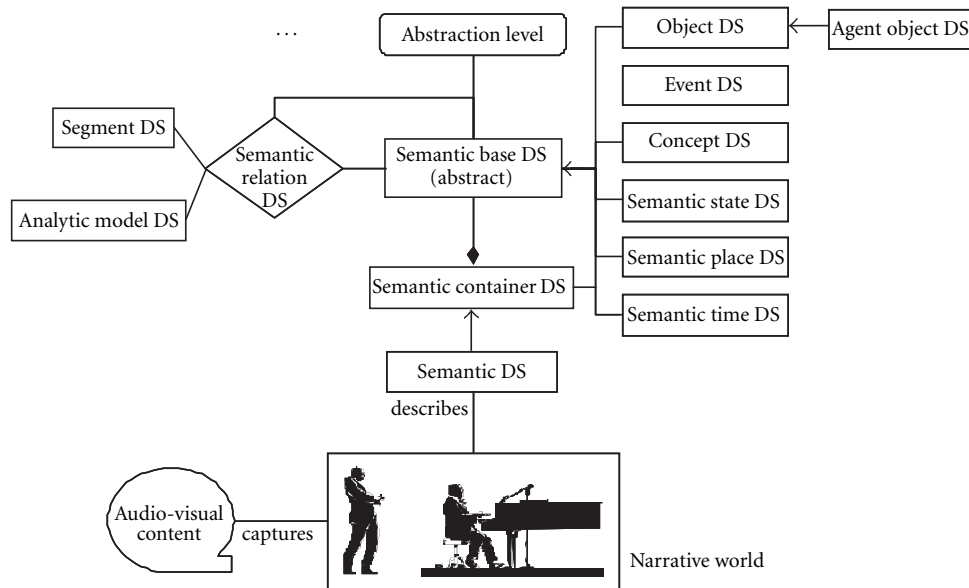 ...
Abstraction level
Object DS
Agent object DS
Event DS
Segment DS
Concept DS
Semantic
relation
DS
Semantic base DS
(abstract)
Analytic model DS
Semantic state DS
Semantic place DS
Semantic container DS
Semantic time DS
Semantic DS
describes
Audio-visual
content
captures
Narrative world